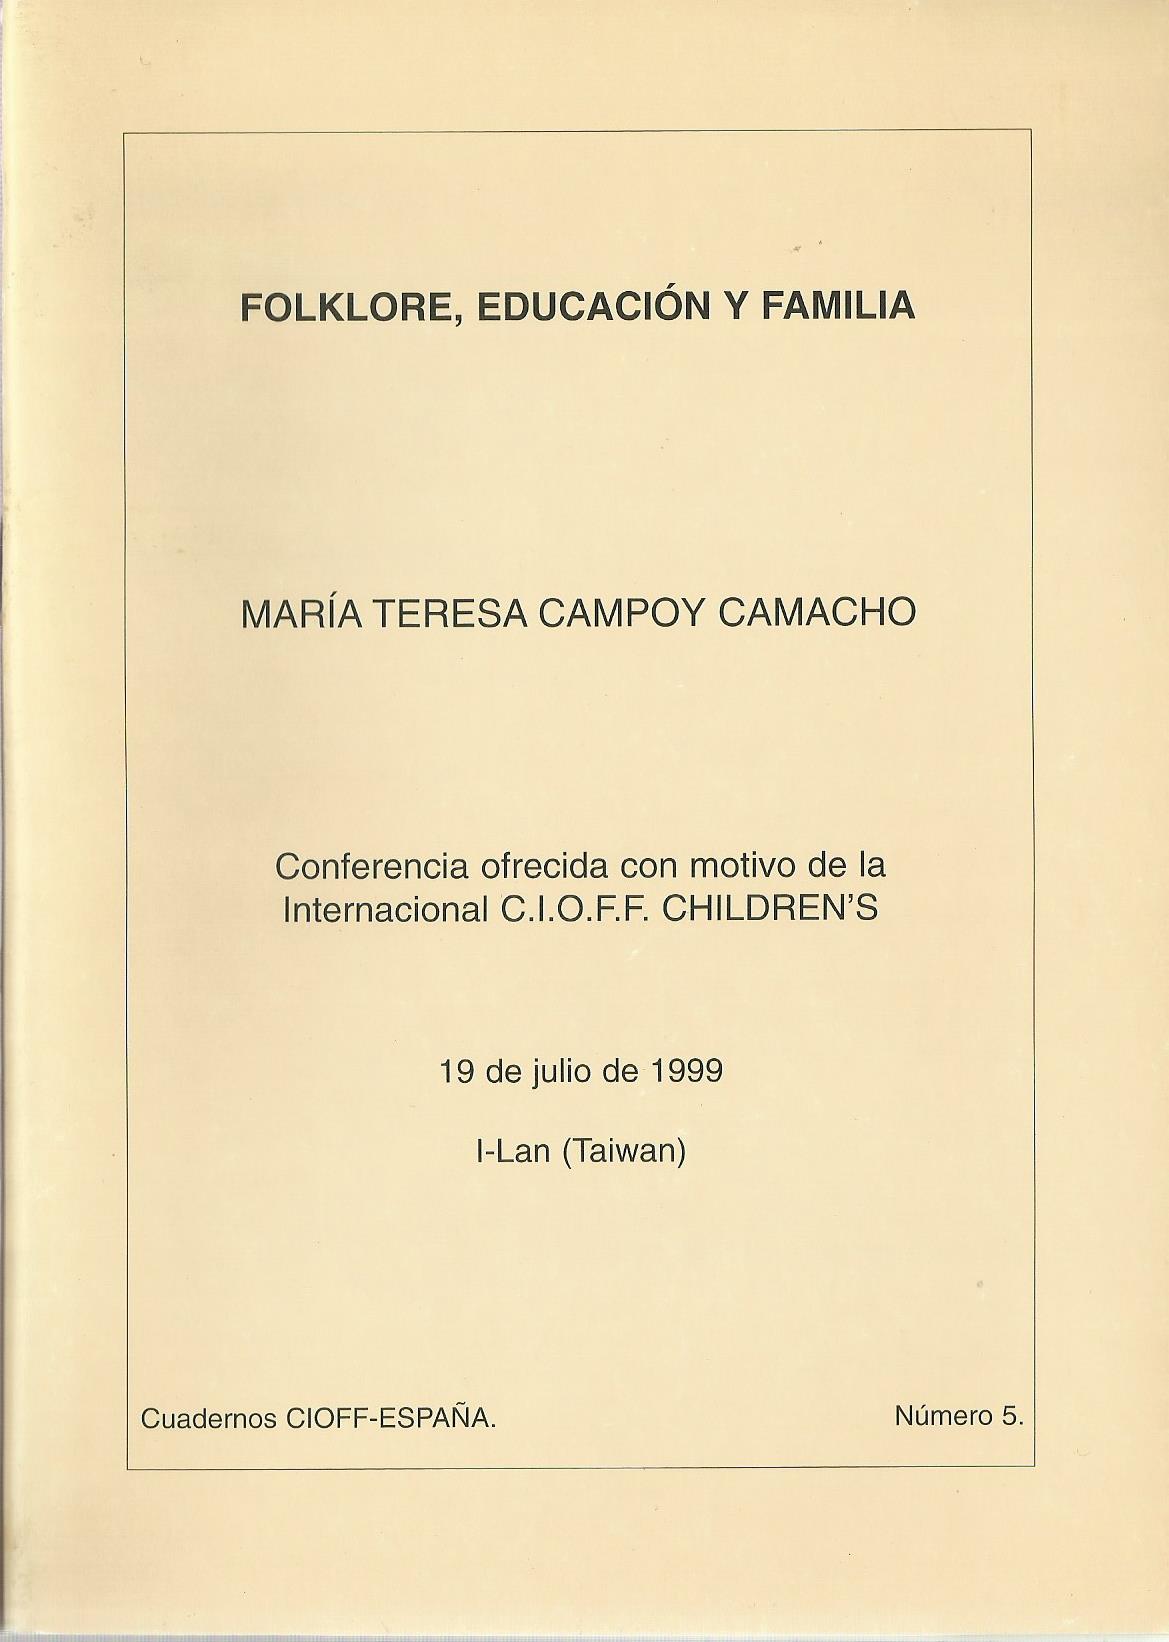 FOLKLORE, EDUCACIÓN Y FAMILIA
MARÍA TERESA CAMPOY CAMACHO
Conferencia ofrecida con motivo de la
Internacional C.I.O.F.F. CHILDREN'S
19 de julio de 1999
I-Lan (Taiwan)
Cuadernos CIOFF-ESPAÑA.
Número 5.